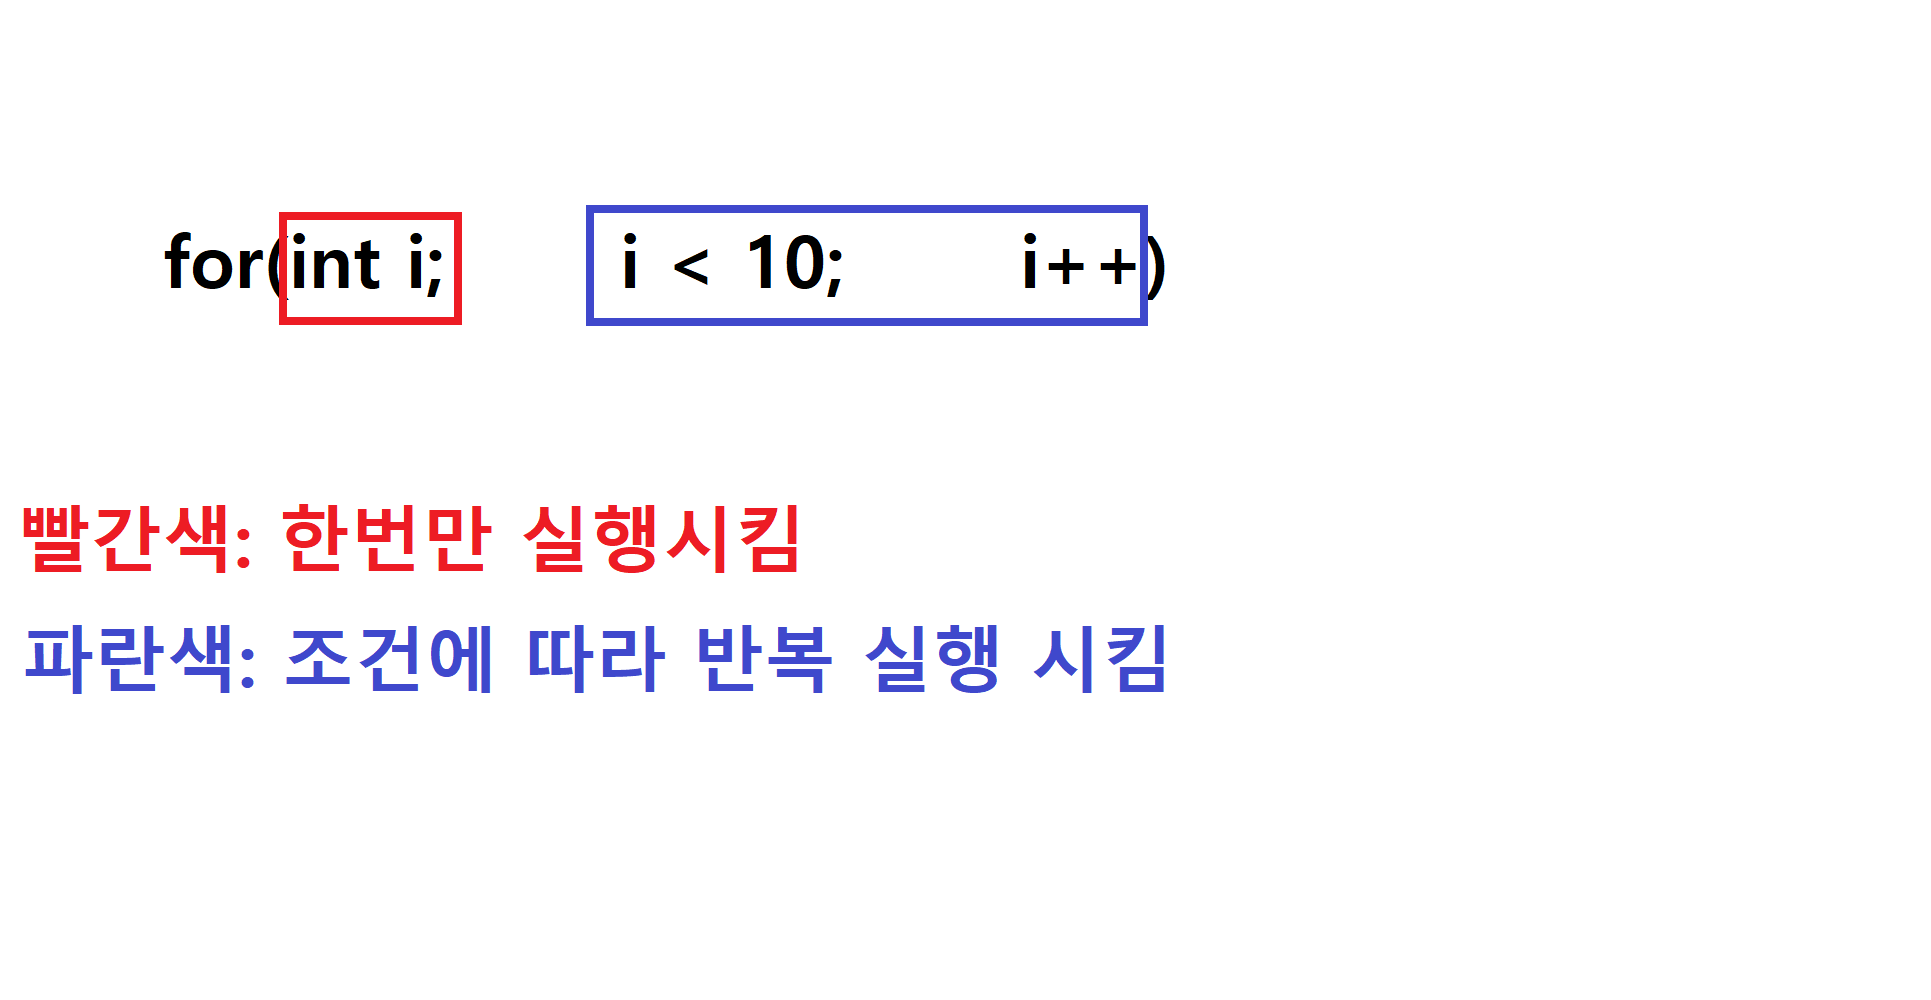 for(int i; i < 10; i++)
빨간색: 한번만 실행시킴
파란색: 조건에 따라 반복 실행 시킴